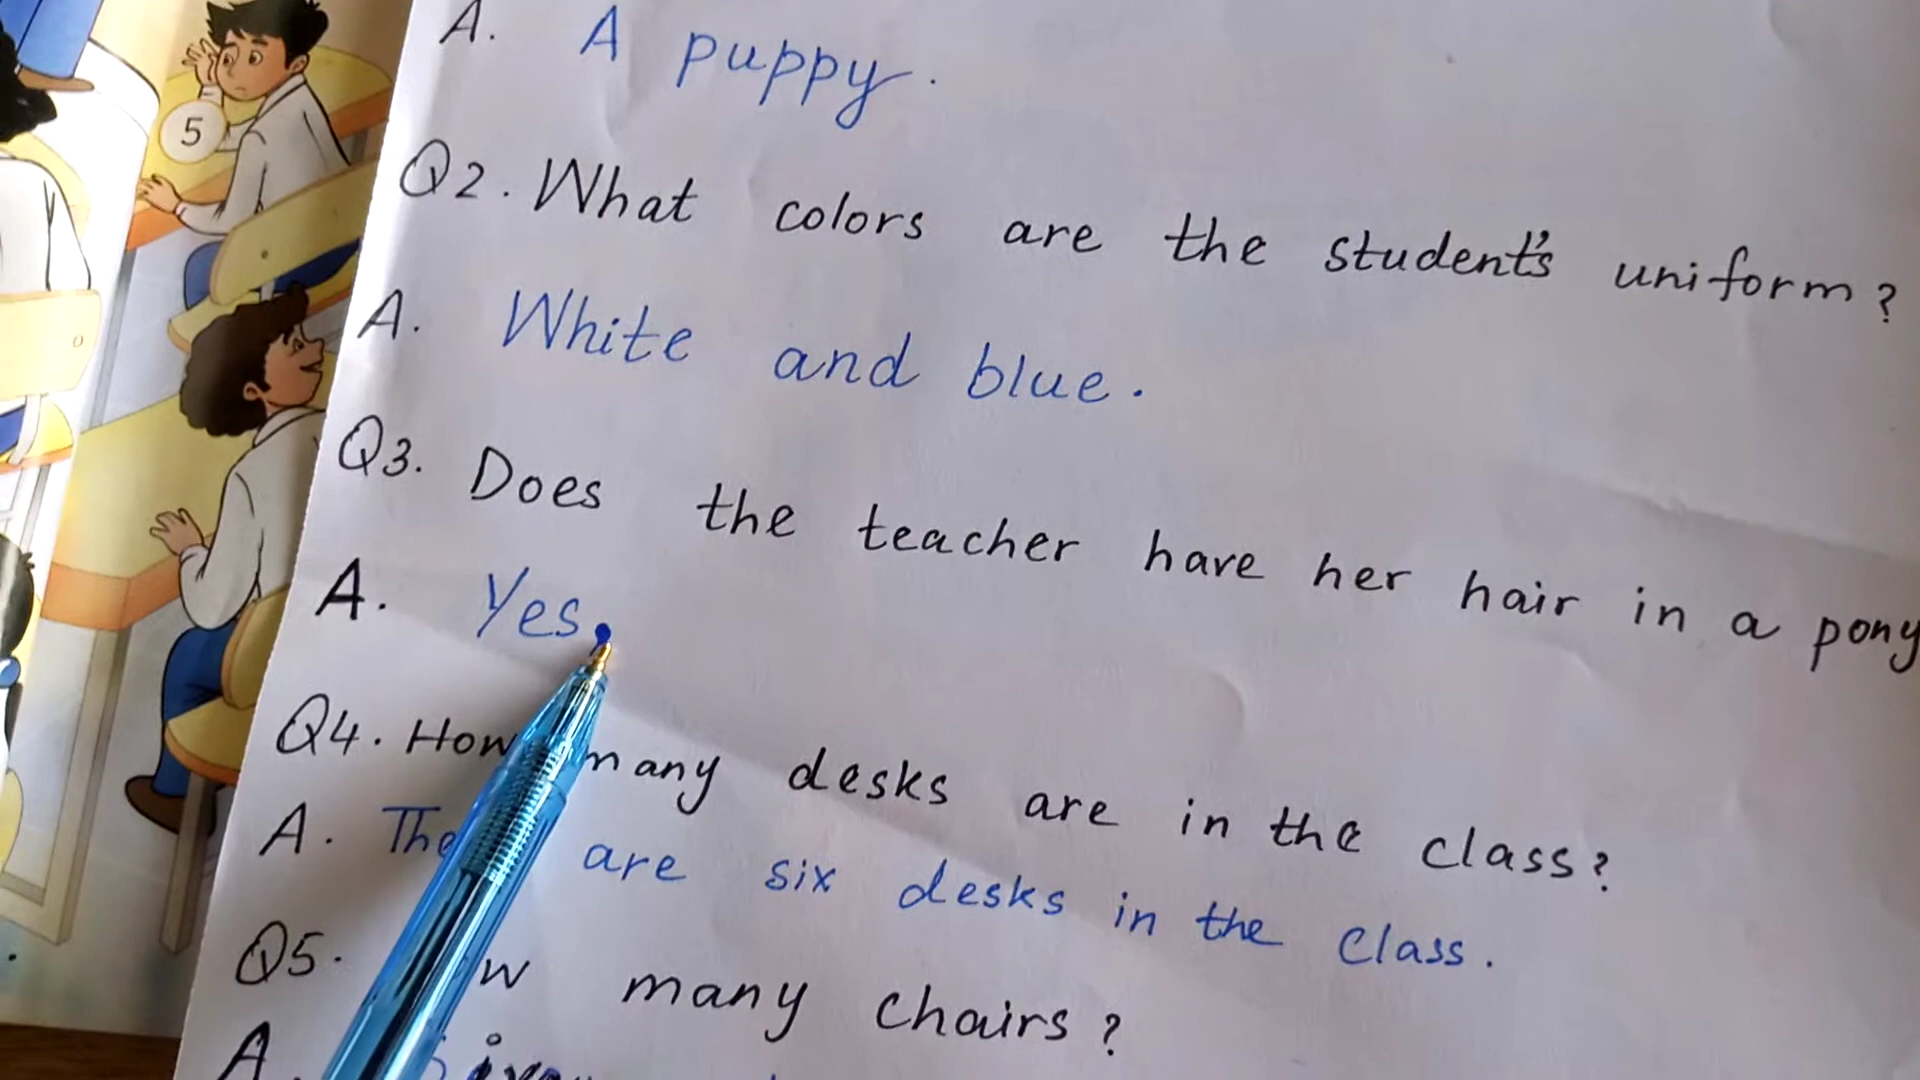 A. A puppy.
5
Q2. What colors are the student's uniform?
A. White and blue.
Q3. Does the teacher have her hair in a pony
A. Yes.
Q4. How many desks are in the class?
A. The are six desks in the class.
Q5. many chairs?
A.